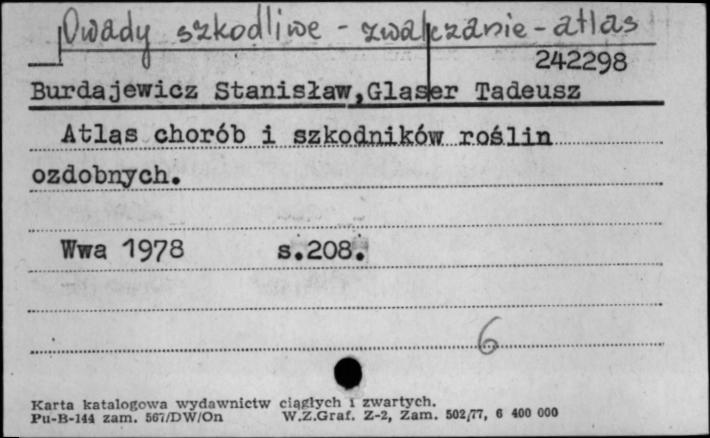 Owady szkodliwe - zwalczanie - atlas
242298
Burdajewicz Stanisław,Glaser Tadeusz
Atlas chorób i szkodników roślin
ozdobnych.
Wwa 1978 s.208.
6
Karta katalogowa wydawnictw ciągłych i zwartych.
Pu-B-144 zam. 567/DW/On W.Z.Graf. Z-2, Zam. 502/77, 6 400 000